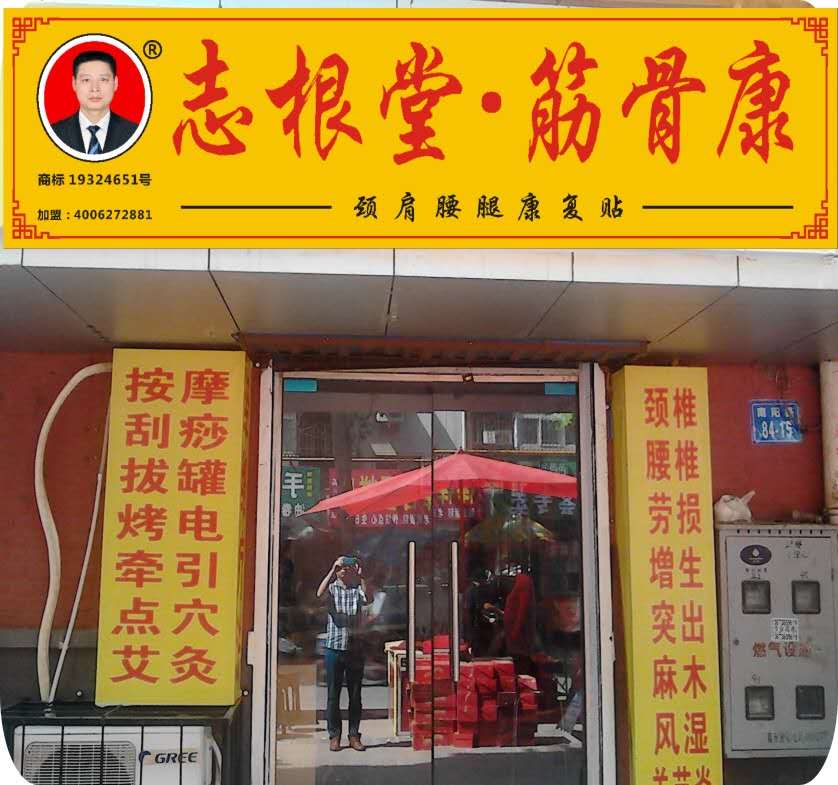 ®
志根堂·筋骨康
商标 19324651号
加盟：4006272881
颈肩腰腿康复贴
按摩
刮痧
拔罐
烤电
牵引
点穴
艾灸
颈椎
腰椎
劳损
增生
突出
麻木
风湿
南阳路
84-15
燃气设施
GREE